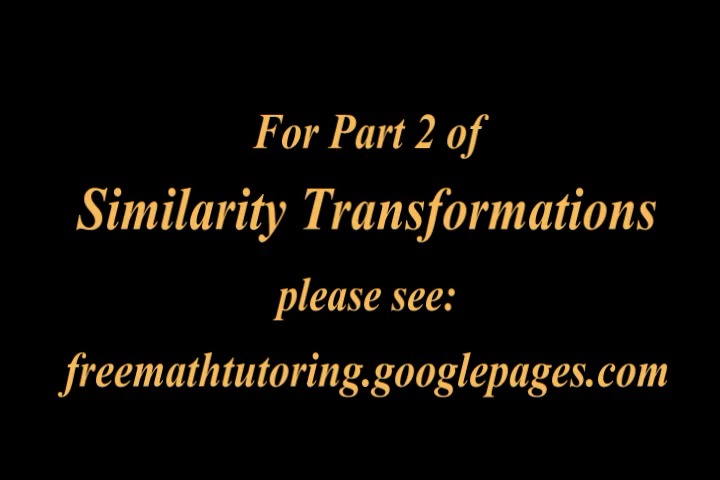 For Part 2 of
Similarity Transformations
please see:
freemathtutoring.googlepages.com